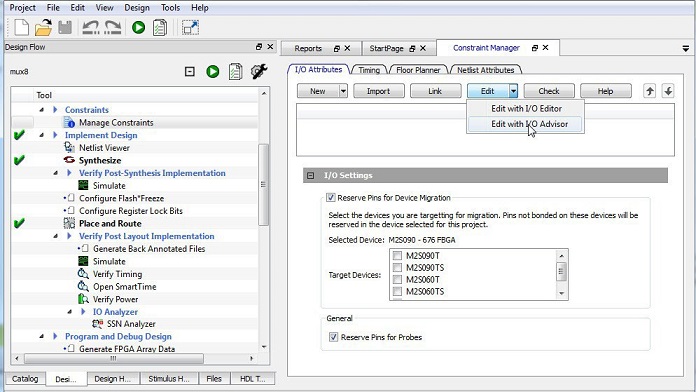 Project File Edit View Design Tools Help
Design Flow
Reports StartPage Constraint Manager
mux8
I/O Attributes Timing Floor Planner Netlist Attributes
New Import Link Edit Check Help
Edit with I/O Editor
Edit with I/O Advisor
Tool
Constraints
Manage Constraints
Implement Design
Netlist Viewer
Synthesize
Verify Post-Synthesis Implementation
Simulate
Configure Flash*Freeze
Configure Register Lock Bits
Place and Route
Verify Post Layout Implementation
Generate Back Annotated Files
Simulate
Verify Timing
Open SmartTime
Verify Power
IO Analyzer
SSN Analyzer
Program and Debug Design
Generate FPGA Array Data
I/O Settings
Reserve Pins for Device Migration
Select the devices you are targetting for migration. Pins not bonded on these devices will be
reserved in the device selected for this project.
Selected Device: M2S090 - 676 FBGA
Target Devices:
M2S090T
M2S090TS
M2S060T
M2S060TS
General
Reserve Pins for Probes
Catalog Desi... Design H... Stimulus H... Files HDL T...